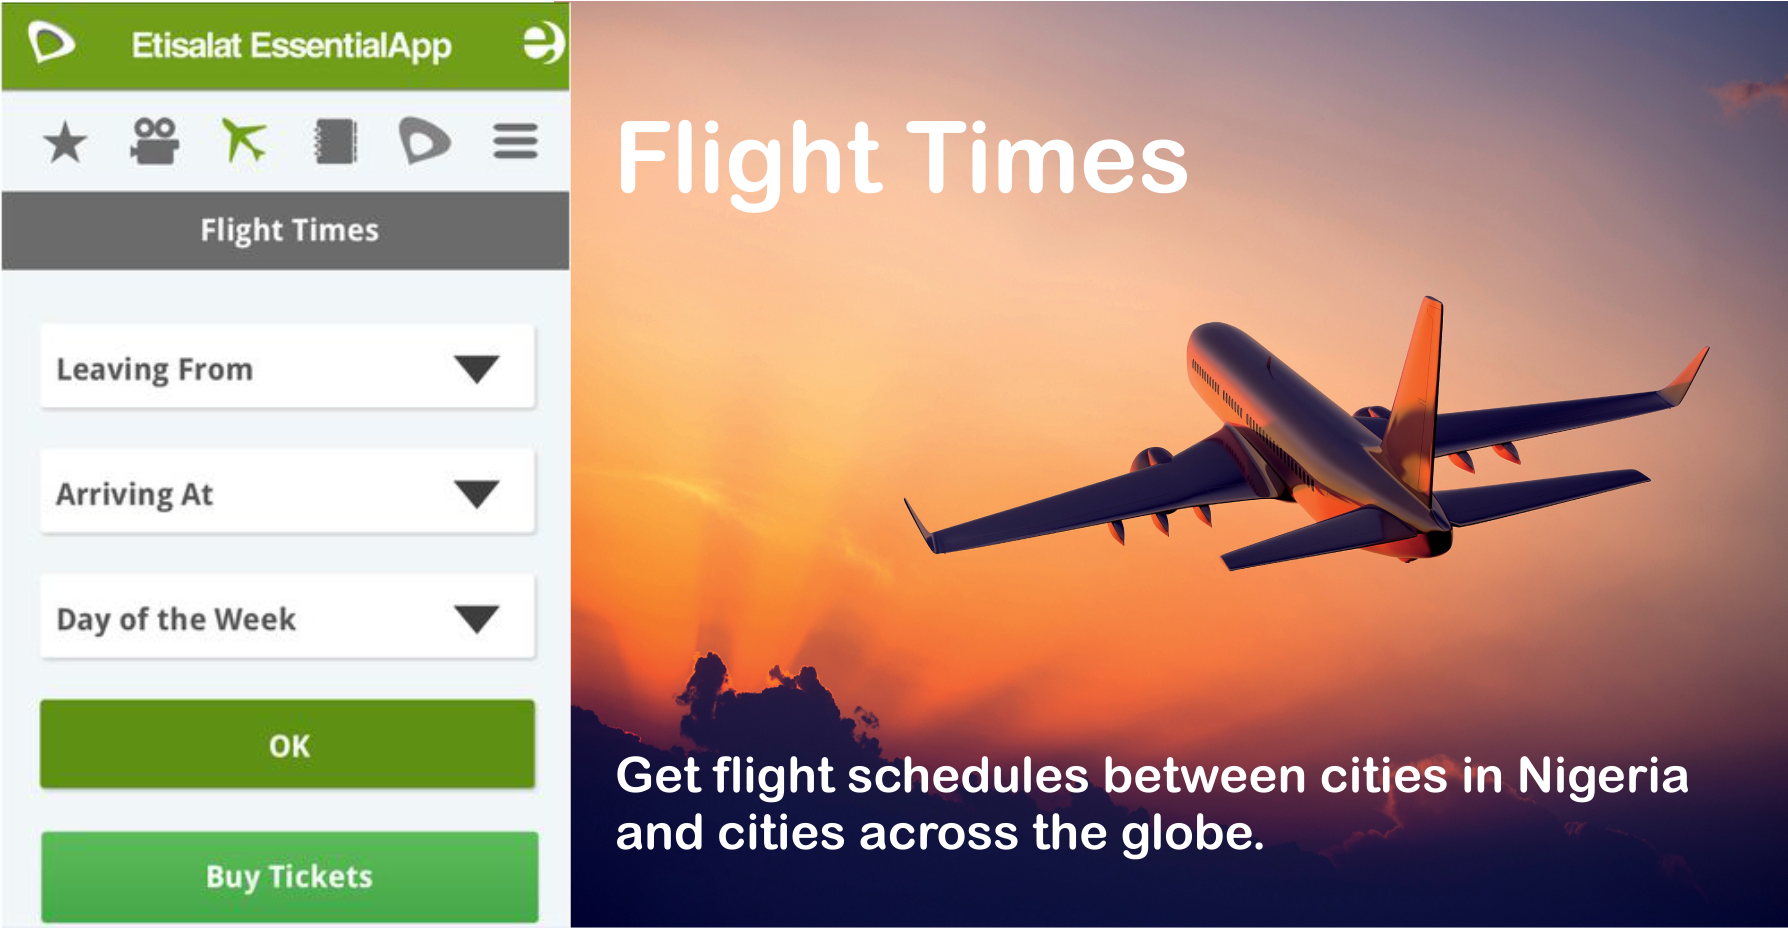 Etisalat EssentialApp
Flight Times
Leaving From
Arriving At
Day of the Week
OK
Buy Tickets
Flight Times
Get flight schedules between cities in Nigeria
and cities across the globe.